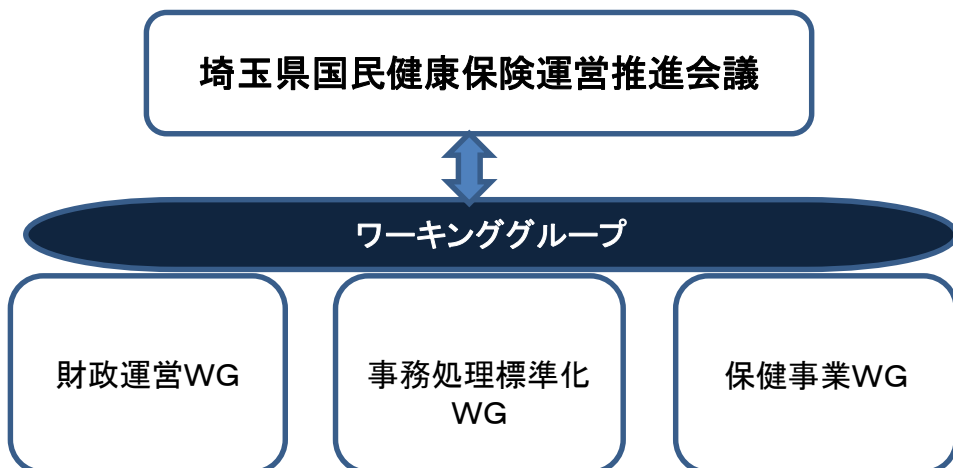 埼玉県国民健康保険運営推進会議
ワーキンググループ
財政運営WG
事務処理標準化
WG
保健事業WG